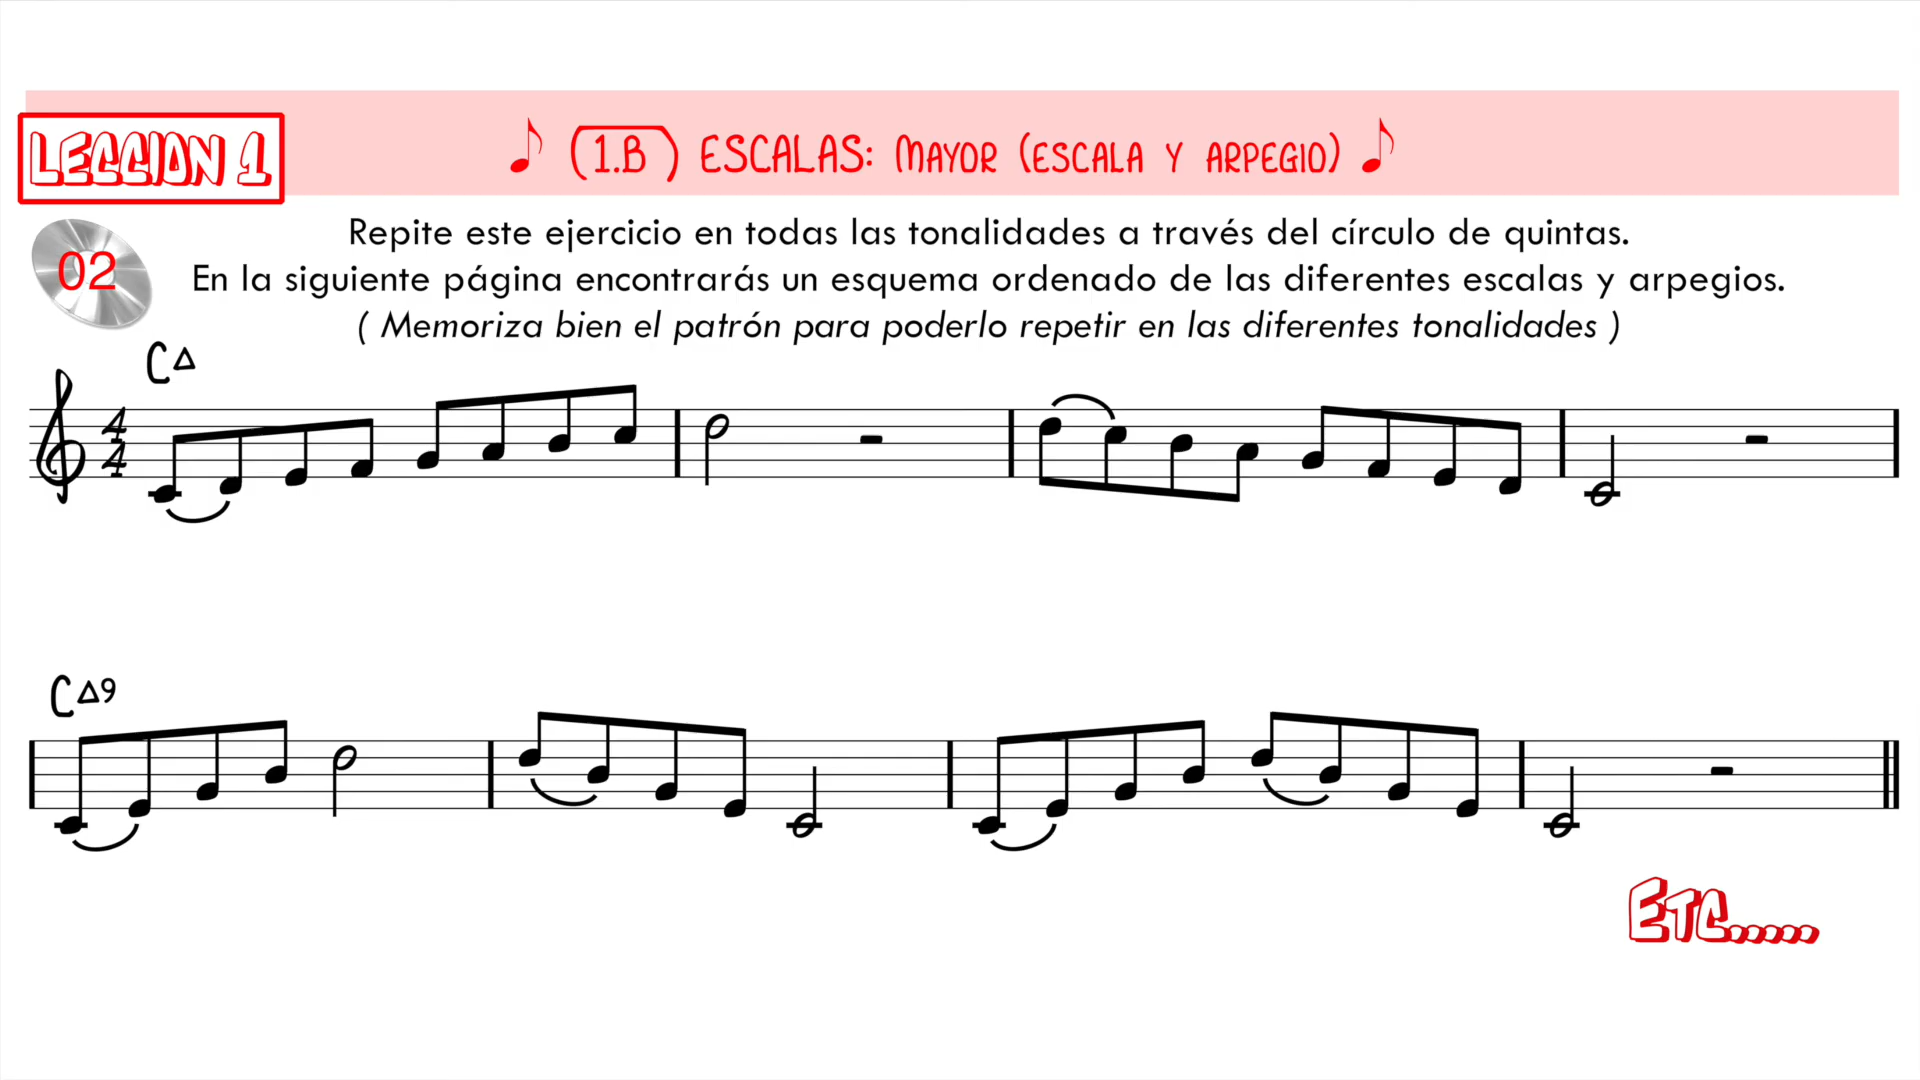 LECCION 1
(1.B) ESCALAS: MAYOR (ESCALA Y ARPEGIO)
02
Repite este ejercicio en todas las tonalidades a través del círculo de quintas.
En la siguiente página encontrarás un esquema ordenado de las diferentes escalas y arpegios.
( Memoriza bien el patrón para poderlo repetir en las diferentes tonalidades )
C∆
4
4
C∆9
ETC.....